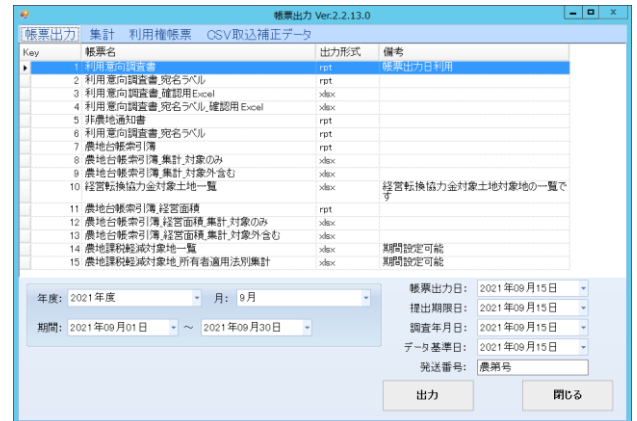 帳票出力 Ver.2.2.13.0
帳票出力 集計 利用権帳票 CSV取込補正データ
Key 帳票名 出力形式 備考
1 利用意向調査書 rpt 帳票出力日利用
2 利用意向調査書_宛名ラベル rpt
3 利用意向調査書_確認用Excel xlsx
4 利用意向調査書_宛名ラベル_確認用Excel xlsx
5 非農地通知書 rpt
6 利用意向調査書_宛名ラベル rpt
7 農地台帳索引簿 rpt
8 農地台帳索引簿_集計_対象のみ xlsx
9 農地台帳索引簿_集計_対象外含む xlsx
10 経営転換協力金対象土地一覧 xlsx 経営転換協力金対象土地対象地の一覧で
す
11 農地台帳索引簿_経営面積 rpt
12 農地台帳索引簿_経営面積_集計_対象のみ xlsx
13 農地台帳索引簿_経営面積_集計_対象外含む xlsx
14 農地課税軽減対象地一覧 xlsx 期間設定可能
15 農地課税軽減対象地_所有者適用法別集計 xlsx 期間設定可能
年度: 2021年度 月: 9月
期間: 2021年09月01日 ～ 2021年09月30日
帳票出力日: 2021年09月15日
提出期限日: 2021年09月15日
調査年月日: 2021年09月15日
データ基準日: 2021年09月15日
発送番号: 農第号
出力 閉じる